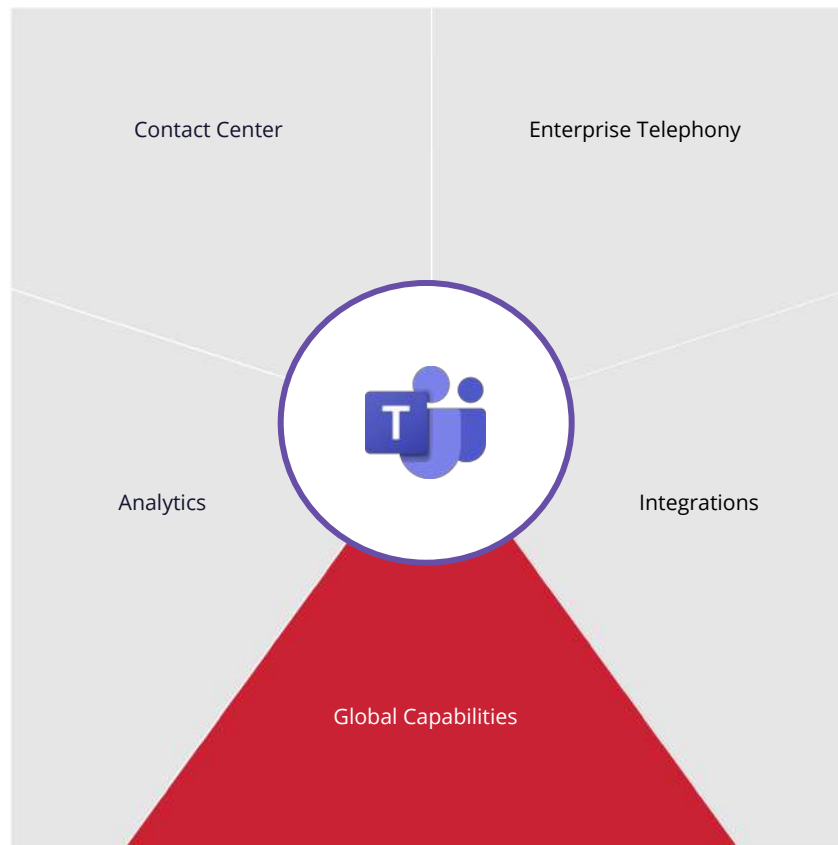 Contact Center
Enterprise Telephony
T
Analytics
Integrations
Global Capabilities